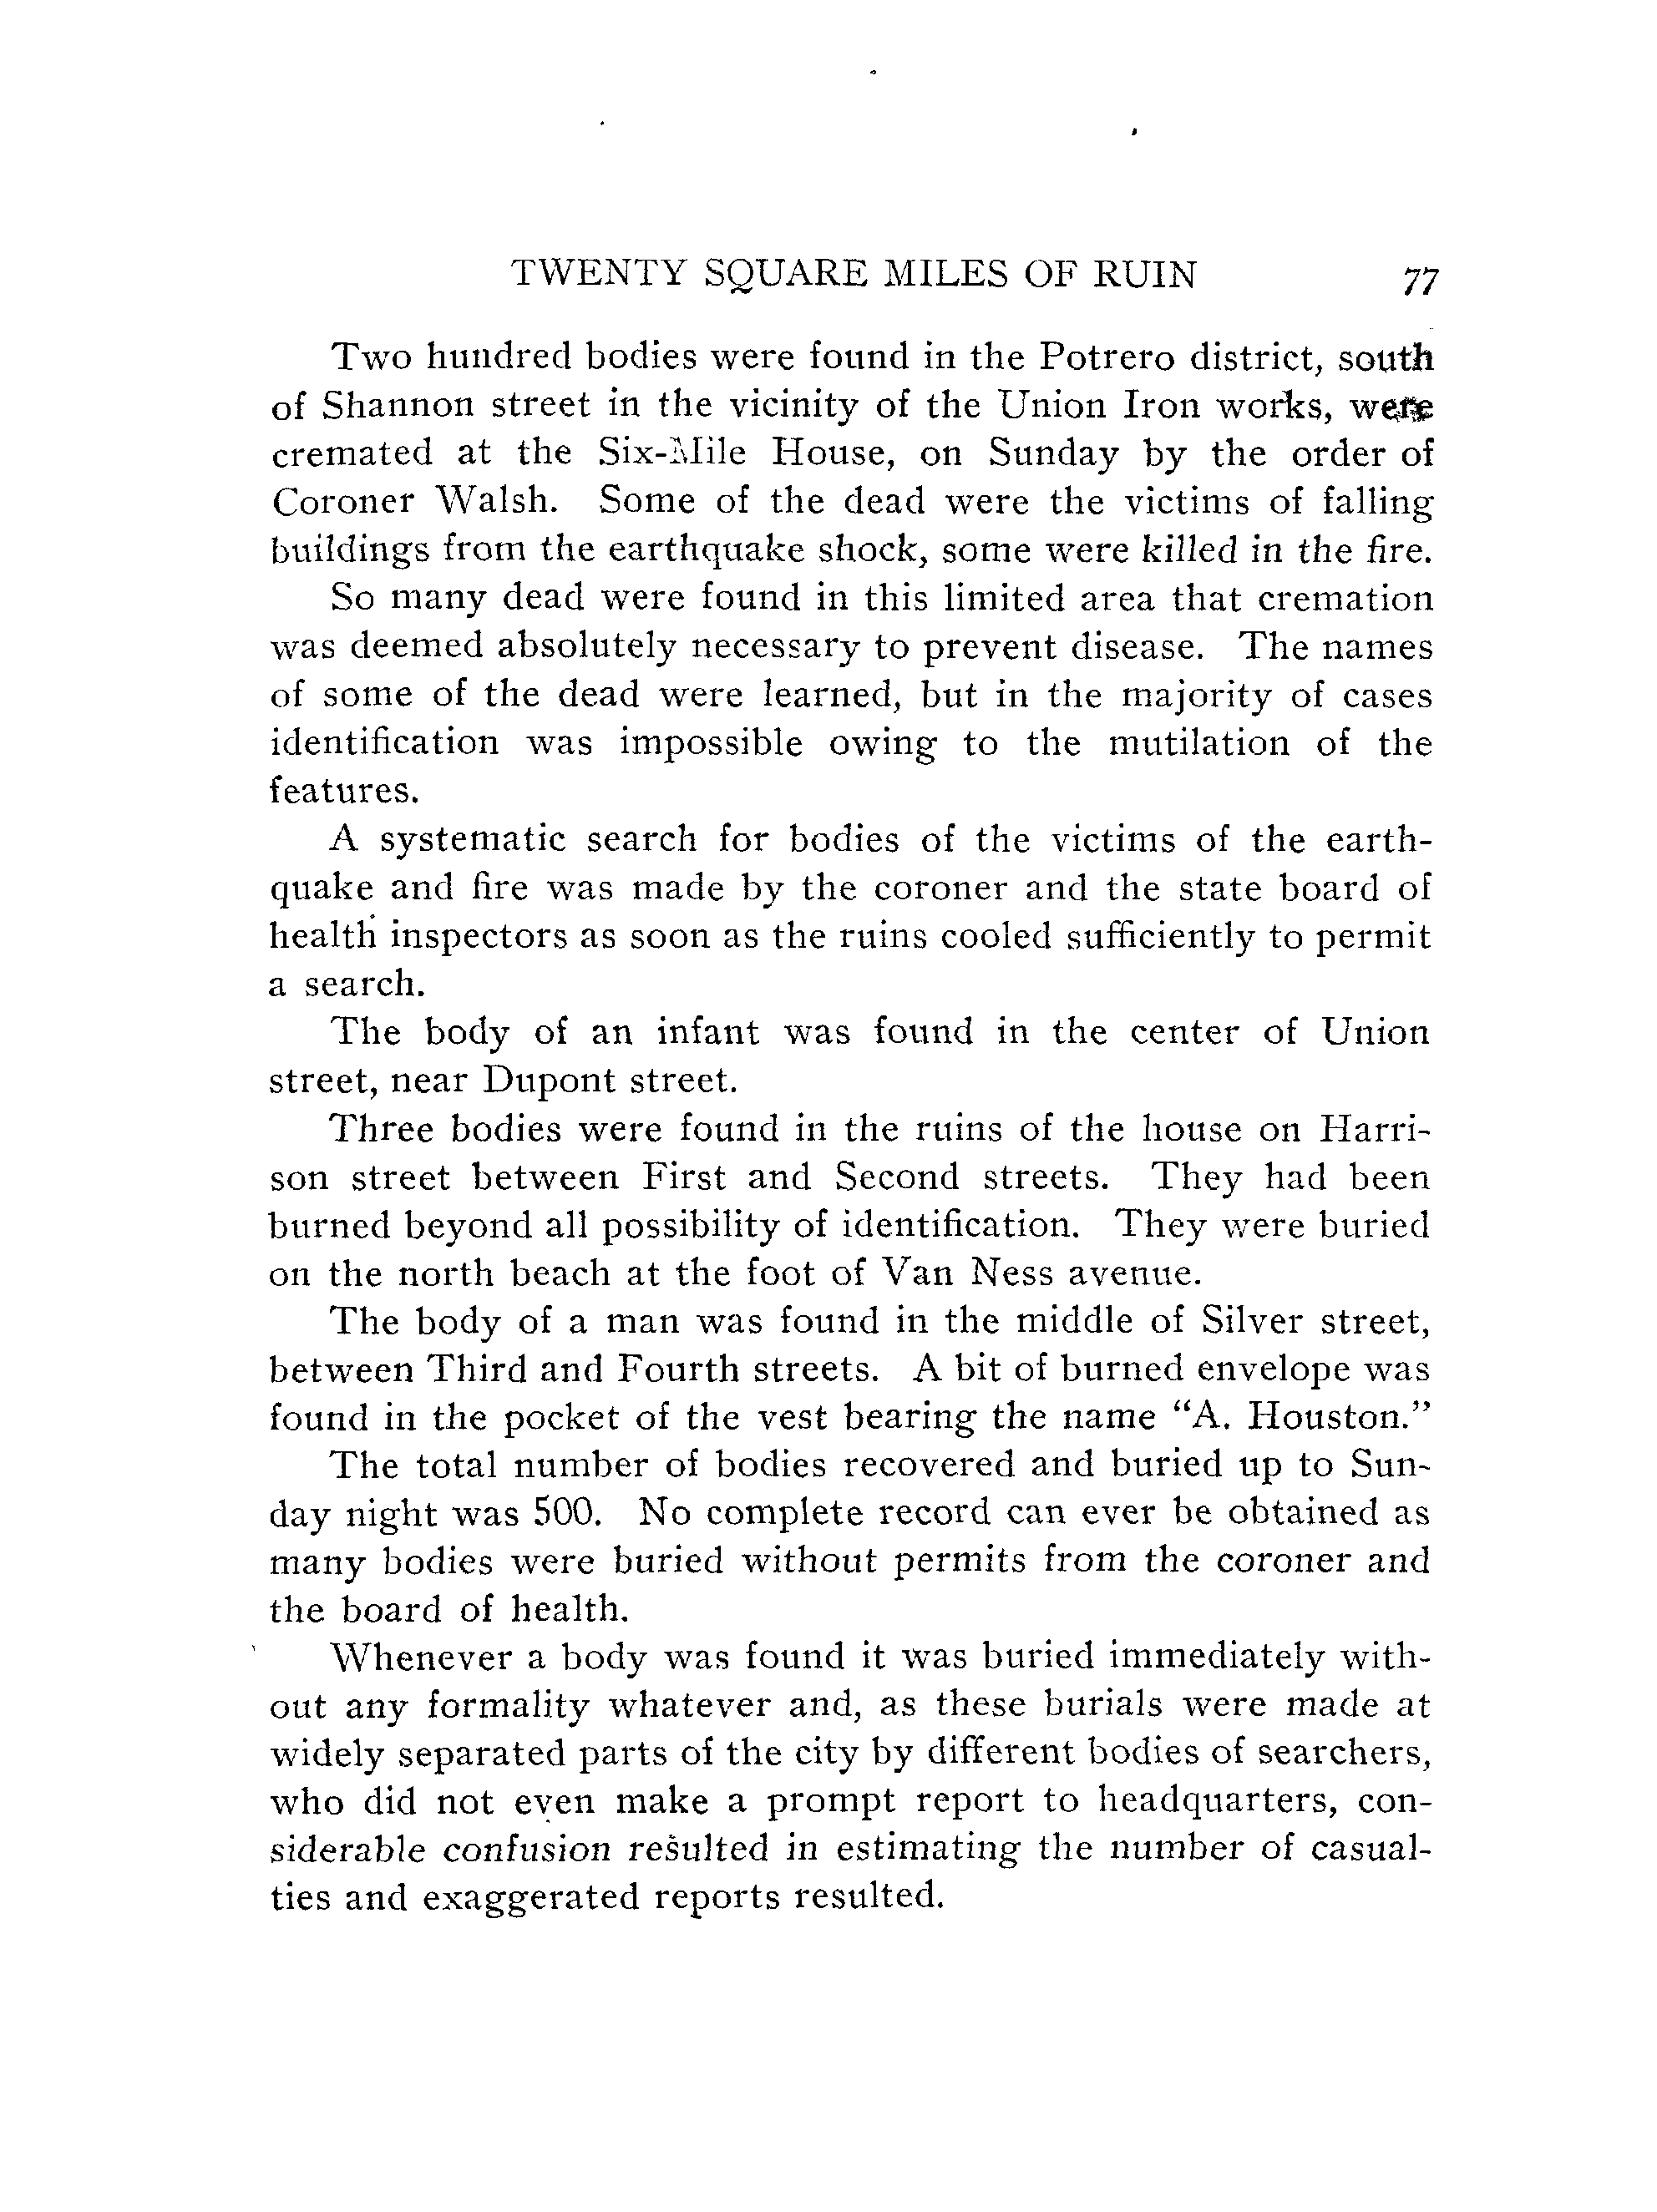 TWENTY SQUARE MILES OF RUIN 77
Two hundred bodies were found in the Potrero district, south
of Shannon street in the vicinity of the Union Iron works, were
cremated at the Six-Mile House, on Sunday by the order of
Coroner Walsh. Some of the dead were the victims of falling
buildings from the earthquake shock, some were killed in the fire.
So many dead were found in this limited area that cremation
was deemed absolutely necessary to prevent disease. The names
of some of the dead were learned, but in the majority of cases
identification was impossible owing to the mutilation of the
features.
A systematic search for bodies of the victims of the earth-
quake and fire was made by the coroner and the state board of
health inspectors as soon as the ruins cooled sufficiently to permit
a search.
The body of an infant was found in the center of Union
street, near Dupont street.
Three bodies were found in the ruins of the house on Harri-
son street between First and Second streets. They had been
burned beyond all possibility of identification. They were buried
on the north beach at the foot of Van Ness avenue.
The body of a man was found in the middle of Silver street,
between Third and Fourth streets. A bit of burned envelope was
found in the pocket of the vest bearing the name “A. Houston.”
The total number of bodies recovered and buried up to Sun-
day night was 500. No complete record can ever be obtained as
many bodies were buried without permits from the coroner and
the board of health.
Whenever a body was found it was buried immediately with-
out any formality whatever and, as these burials were made at
widely separated parts of the city by different bodies of searchers,
who did not even make a prompt report to headquarters, con-
siderable confusion resulted in estimating the number of casual-
ties and exaggerated reports resulted.